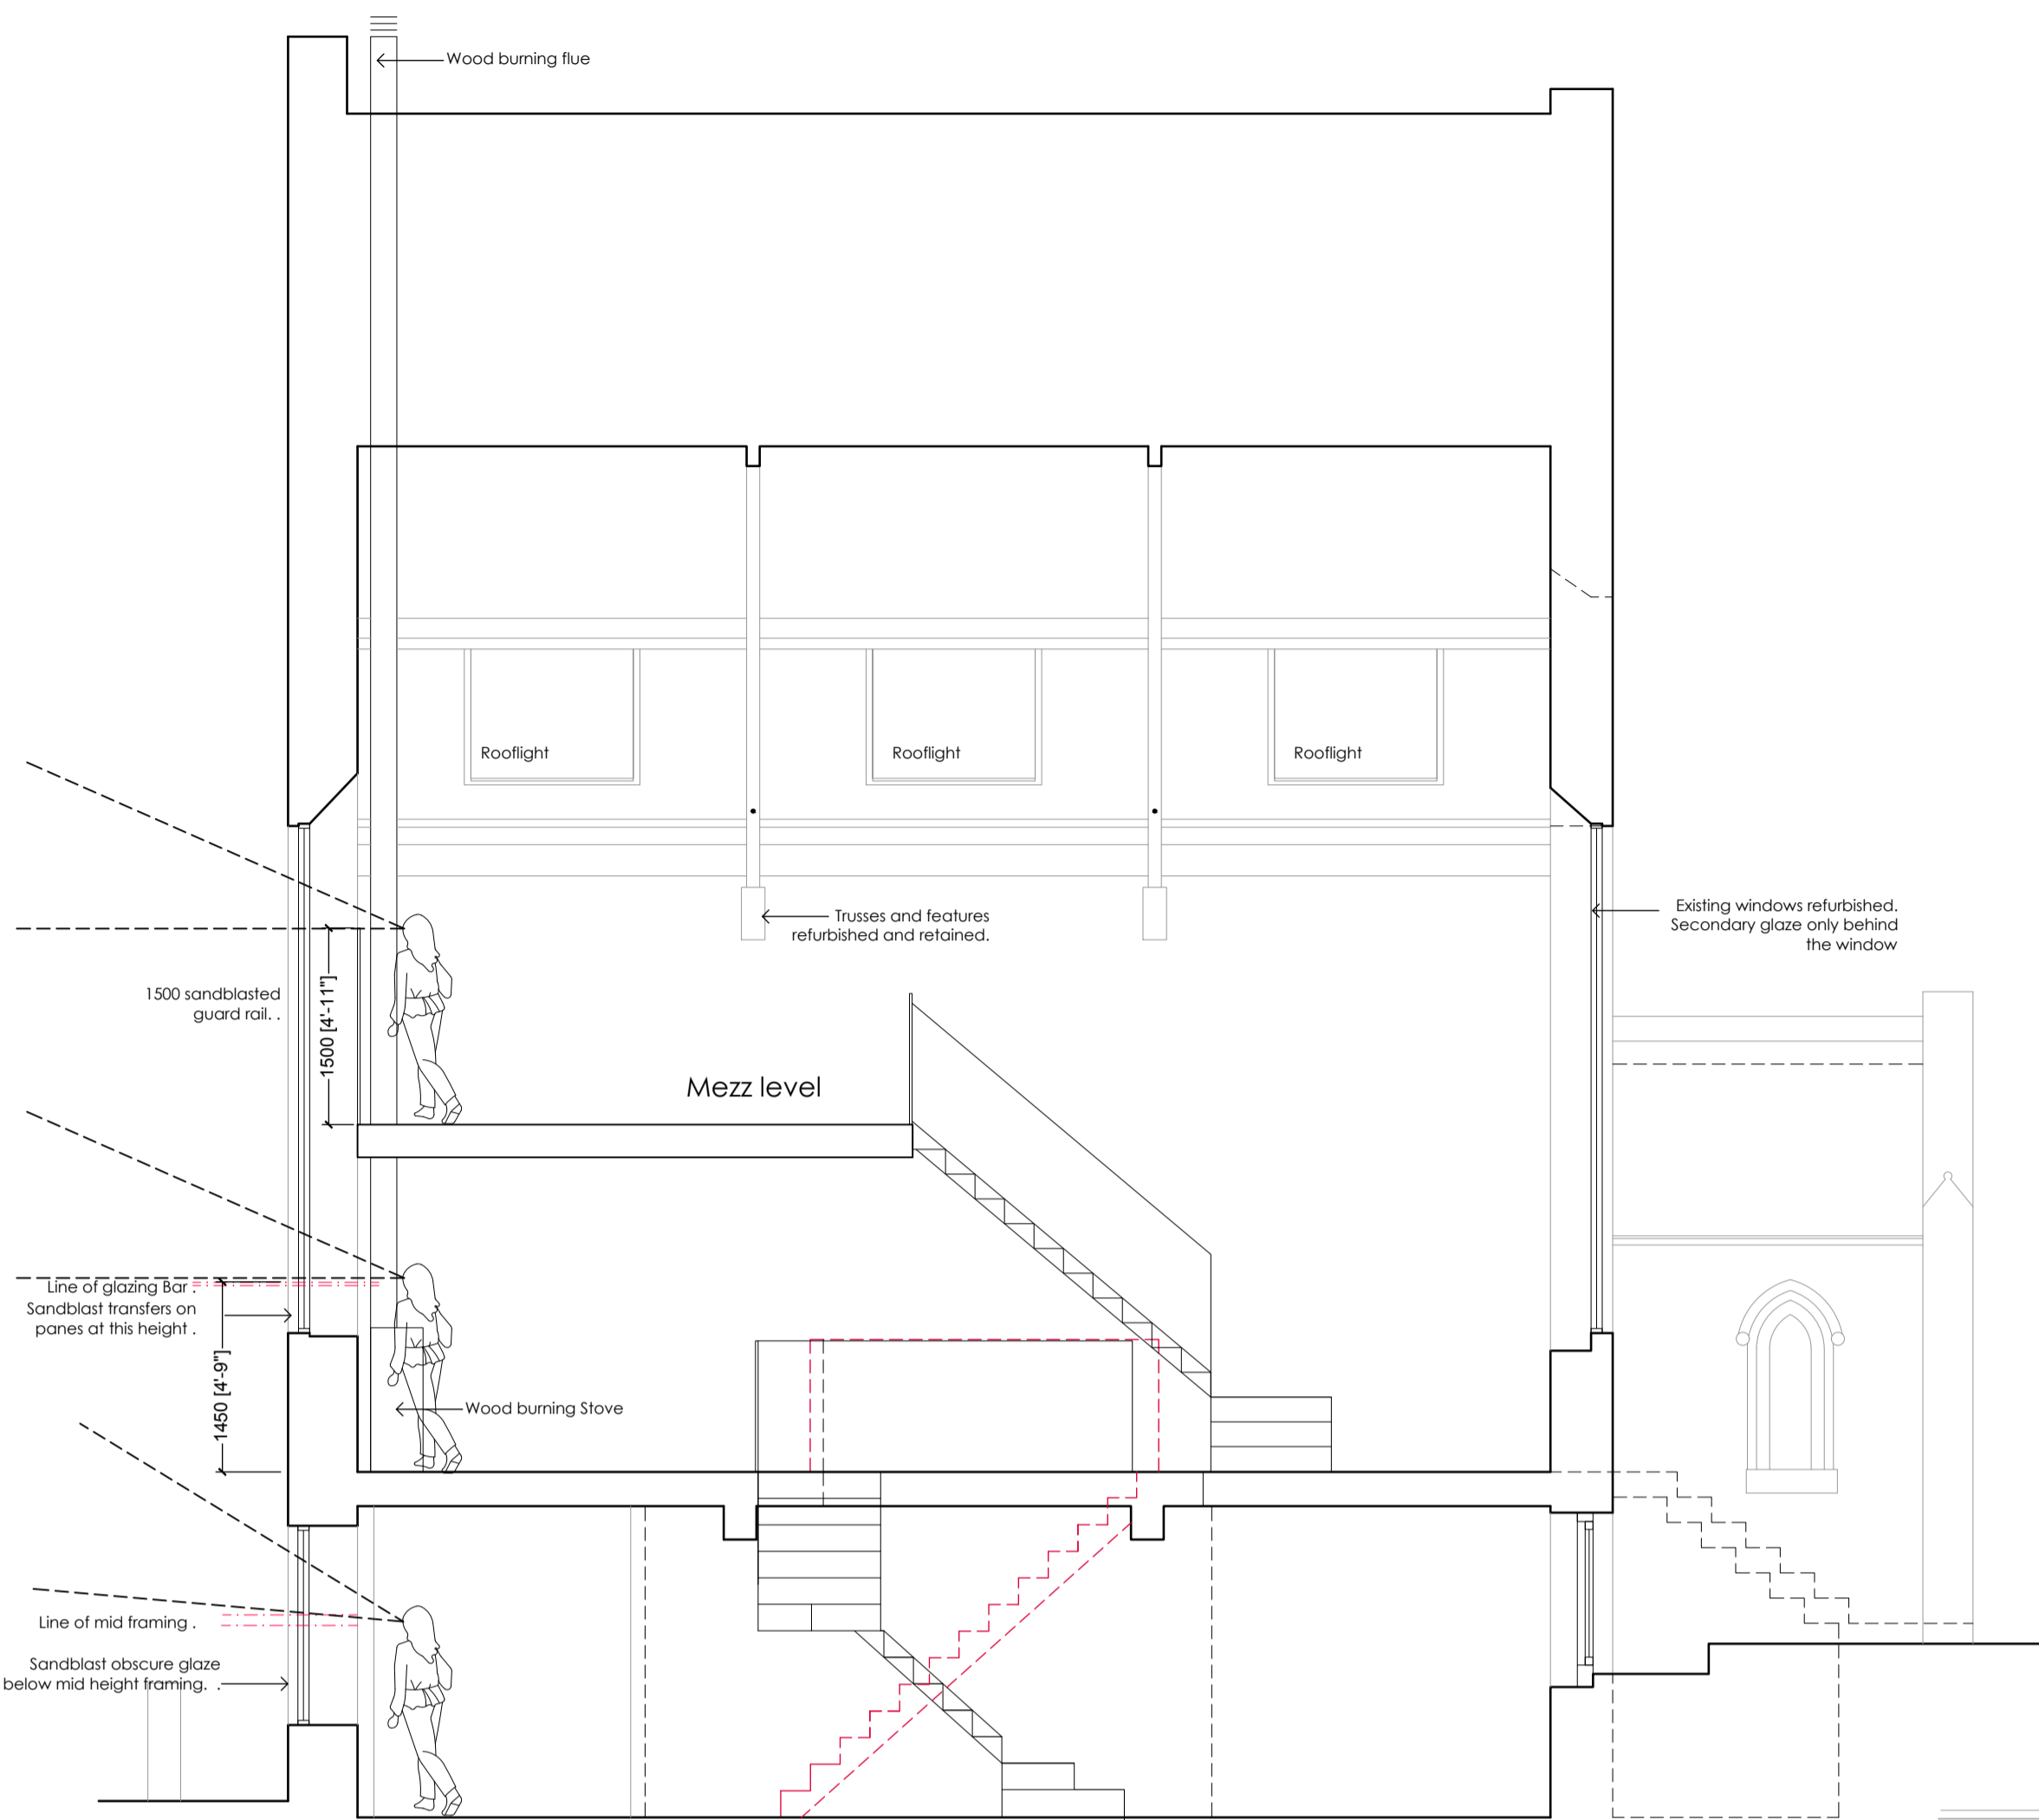 Wood burning flue
Rooflight
Rooflight
Rooflight
Trusses and features
refurbished and retained.
Existing windows refurbished.
Secondary glaze only behind
the window
1500 sandblasted
guard rail. .
1500 [4'-11"]
Mezz level
Line of glazing Bar .
Sandblast transfers on
panes at this height .
1450 [4'-9"]
Wood burning Stove
Line of mid framing .
Sandblast obscure glaze
below mid height framing. .